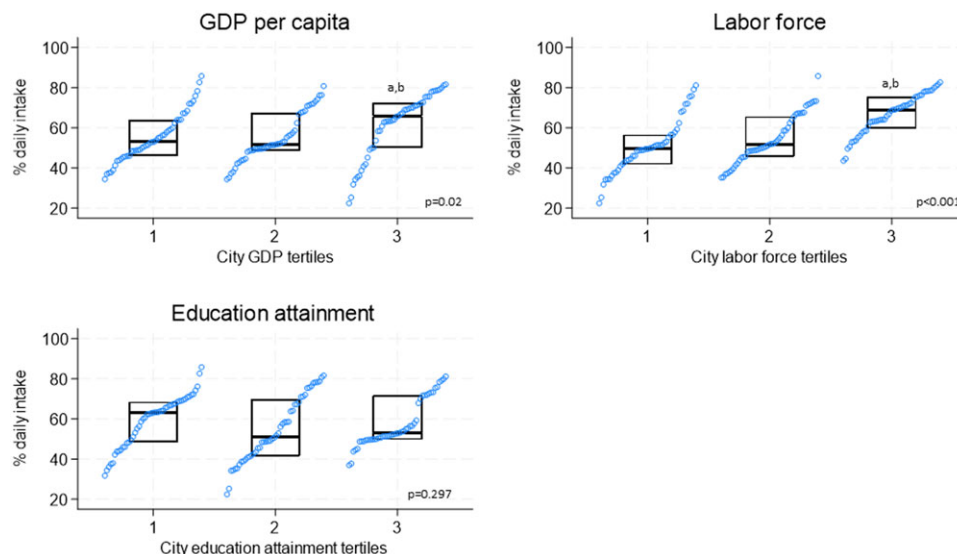 GDP per capita
100
80
60
40
20
% daily intake
a,b
p=0.02
1 2 3
City GDP tertiles
Labor force
100
80
60
40
20
% daily intake
a,b
p<0.001
1 2 3
City labor force tertiles
Education attainment
100
80
60
40
20
% daily intake
p=0.297
1 2 3
City education attainment tertiles